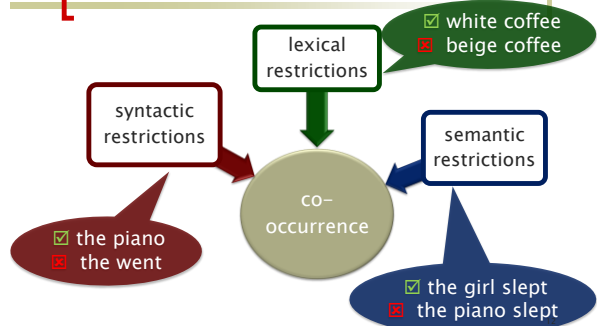 ☑ white coffee
☒ beige coffee
lexical
restrictions
syntactic
restrictions
semantic
restrictions
co-
occurrence
☑ the piano
☒ the went
☑ the girl slept
☒ the piano slept